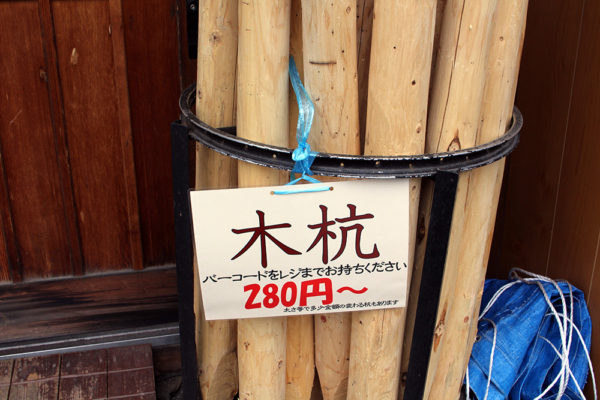 木杭
バーコードをレジまでお持ちください
280円～
太さ等で多少金額の変わる杭もあります